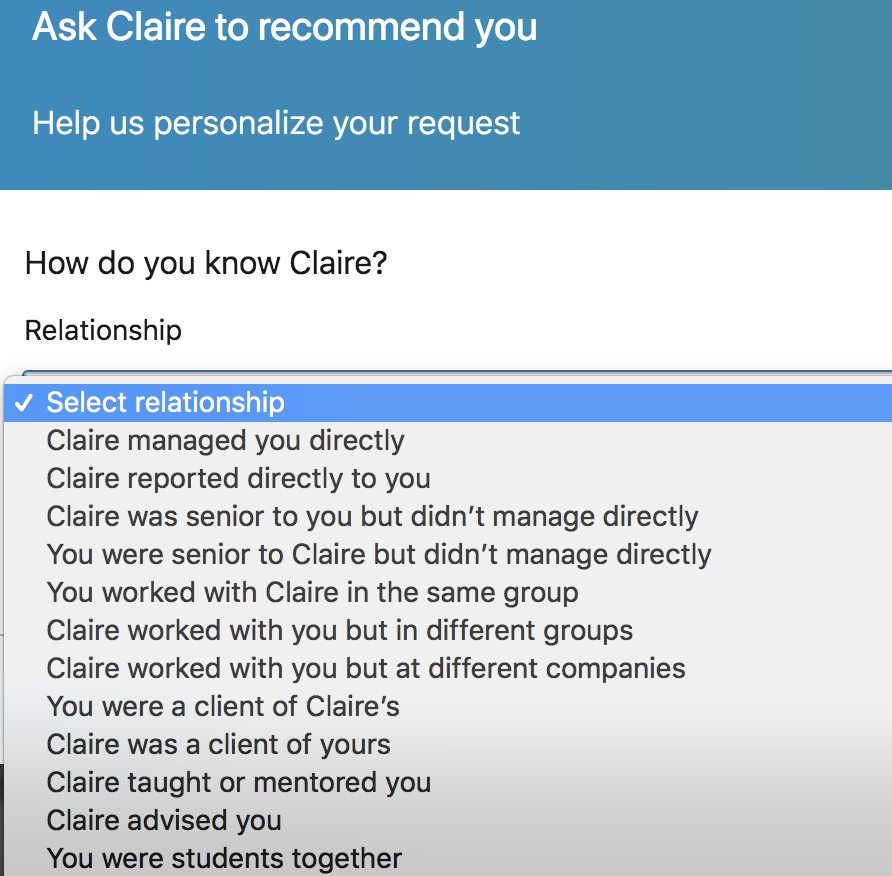 Ask Claire to recommend you
Help us personalize your request
How do you know Claire?
Relationship
✓ Select relationship
Claire managed you directly
Claire reported directly to you
Claire was senior to you but didn’t manage directly
You were senior to Claire but didn’t manage directly
You worked with Claire in the same group
Claire worked with you but in different groups
Claire worked with you but at different companies
You were a client of Claire’s
Claire was a client of yours
Claire taught or mentored you
Claire advised you
You were students together